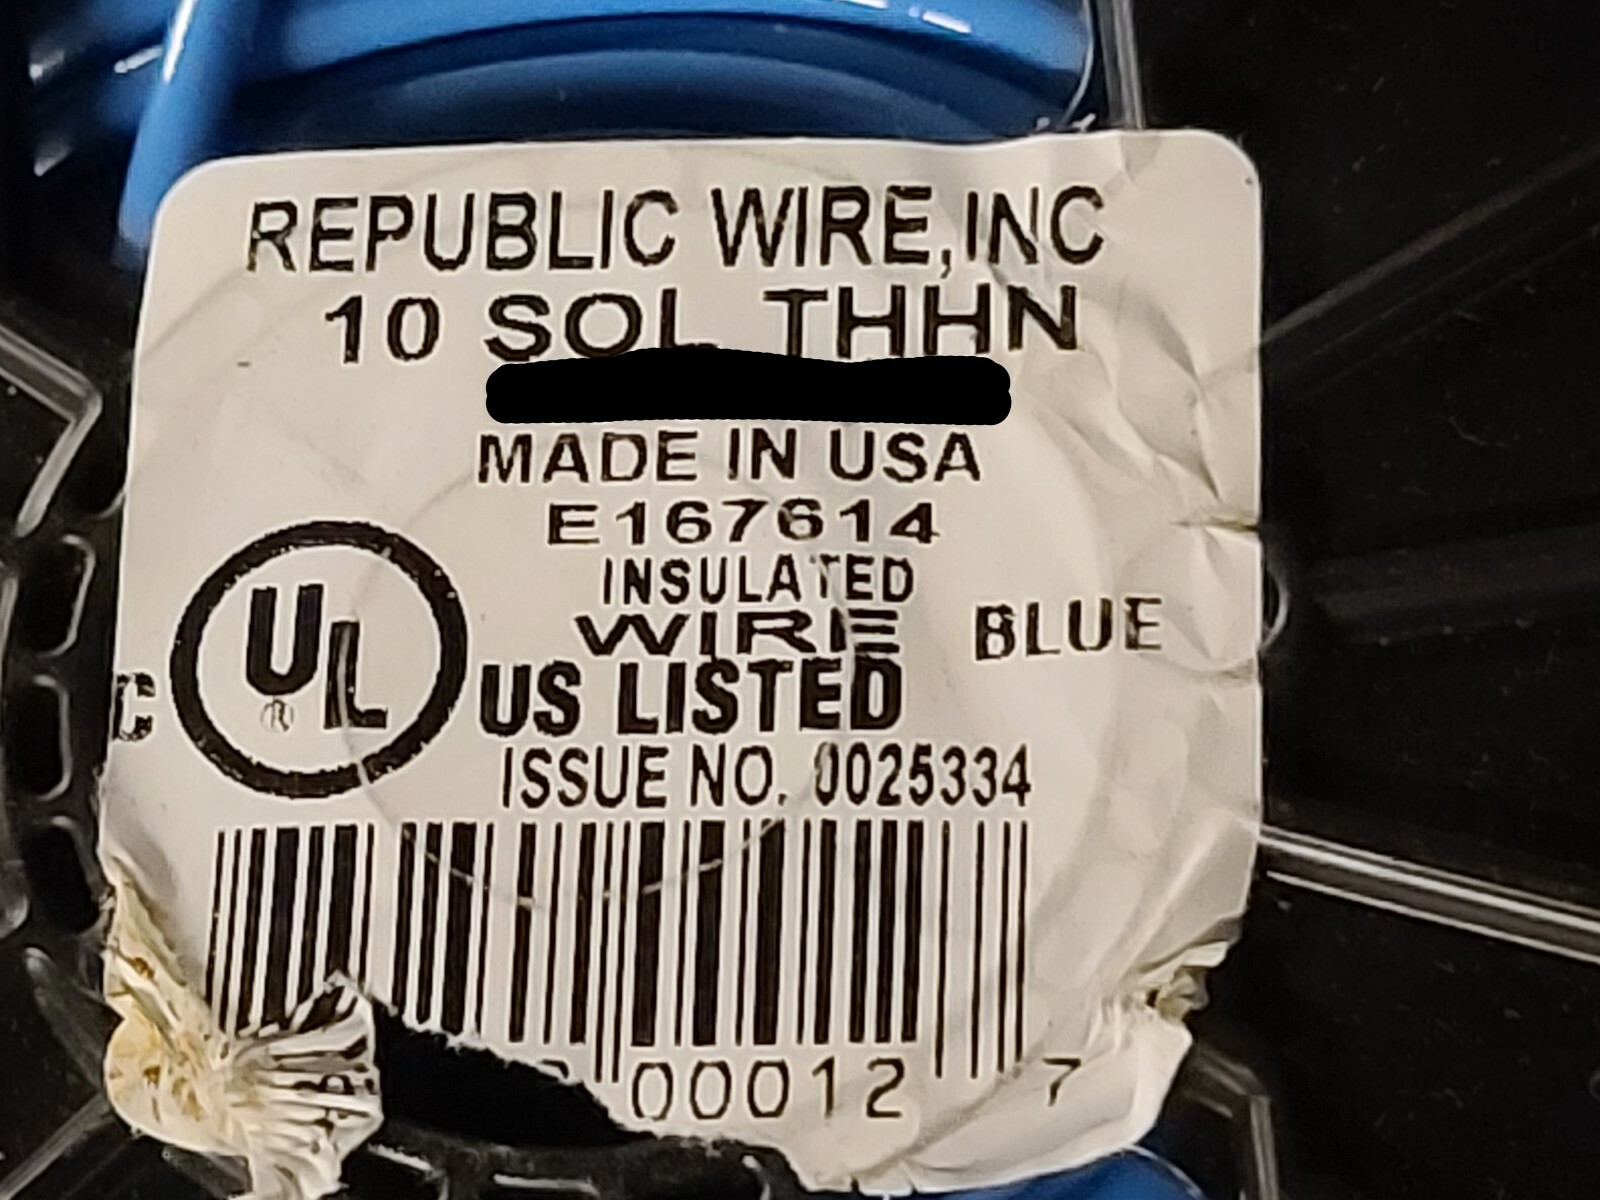 REPUBLIC WIRE, INC
10 SOL THHN
MADE IN USA
E167614
INSULATED
WIRE
BLUE
C UL ® US LISTED
ISSUE NO. 0025334
00012 7